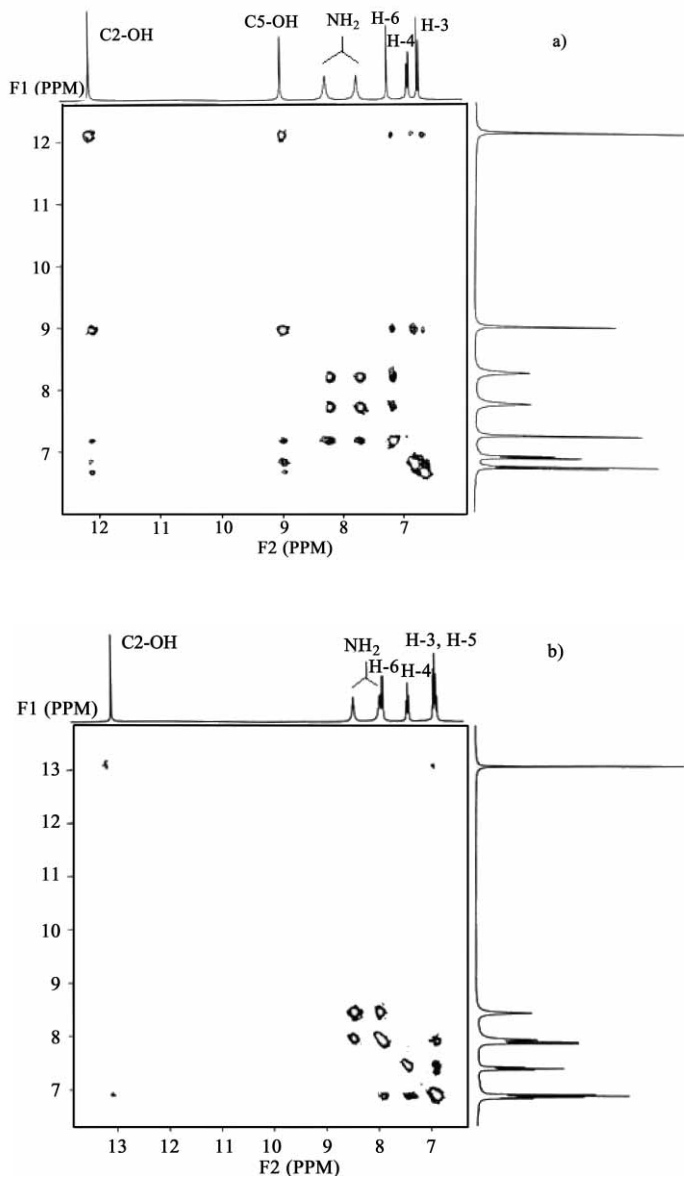 C2-OH C5-OH NH₂ H-6 H-3 a)
H-4
F1 (PPM)
12
11
10
9
8
7
12 11 10 9 8 7
F2 (PPM)
C2-OH NH₂ H-3, H-5 b)
H-6 H-4
F1 (PPM)
13
12
11
10
9
8
7
13 12 11 10 9 8 7
F2 (PPM)